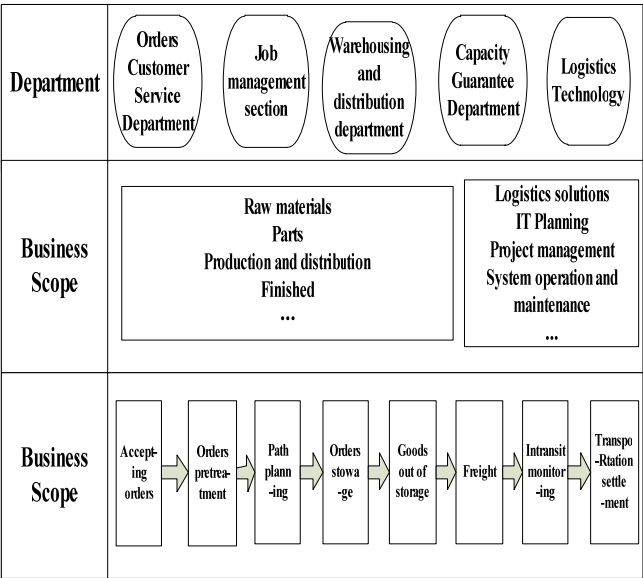 Department
Orders
Customer
Service
Department
Job
management
section
Warehousing
and
distribution
department
Capacity
Guarantee
Department
Logistics
Technology
Business
Scope
Raw materials
Parts
Production and distribution
Finished
...
Logistics solutions
IT Planning
Project management
System operation and
maintenance
...
Business
Scope
Accept-
ing
orders
Orders
pretrea-
tment
Path
plann
-ing
Orders
stowa
-ge
Goods
out of
storage
Freight
Intransit
monitor
-ing
Transpo
-Rtation
settle
-ment